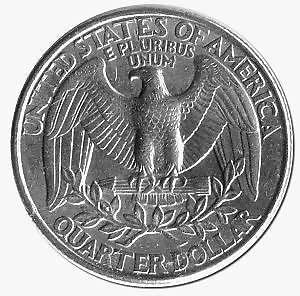 UNITED STATES OF AMERICA
E PLURIBUS
UNUM
QUARTER DOLLAR